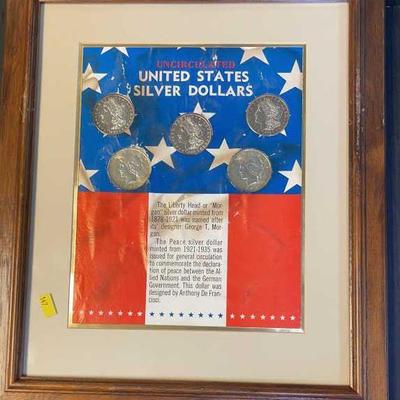 UNCIRCULATED
UNITED STATES
SILVER DOLLARS
The Liberty Head or "Mor-
gan" silver dollar minted from
1878-1921 was named after
its' designer George T. Mor-
gan.
The Peace silver dollar
minted from 1921-1935 was
issued for general circulation
to commemorate the declara-
tion of peace between the Al-
lied Nations and the German
Government. This dollar was
designed by Anthony De Fran-
cisci.